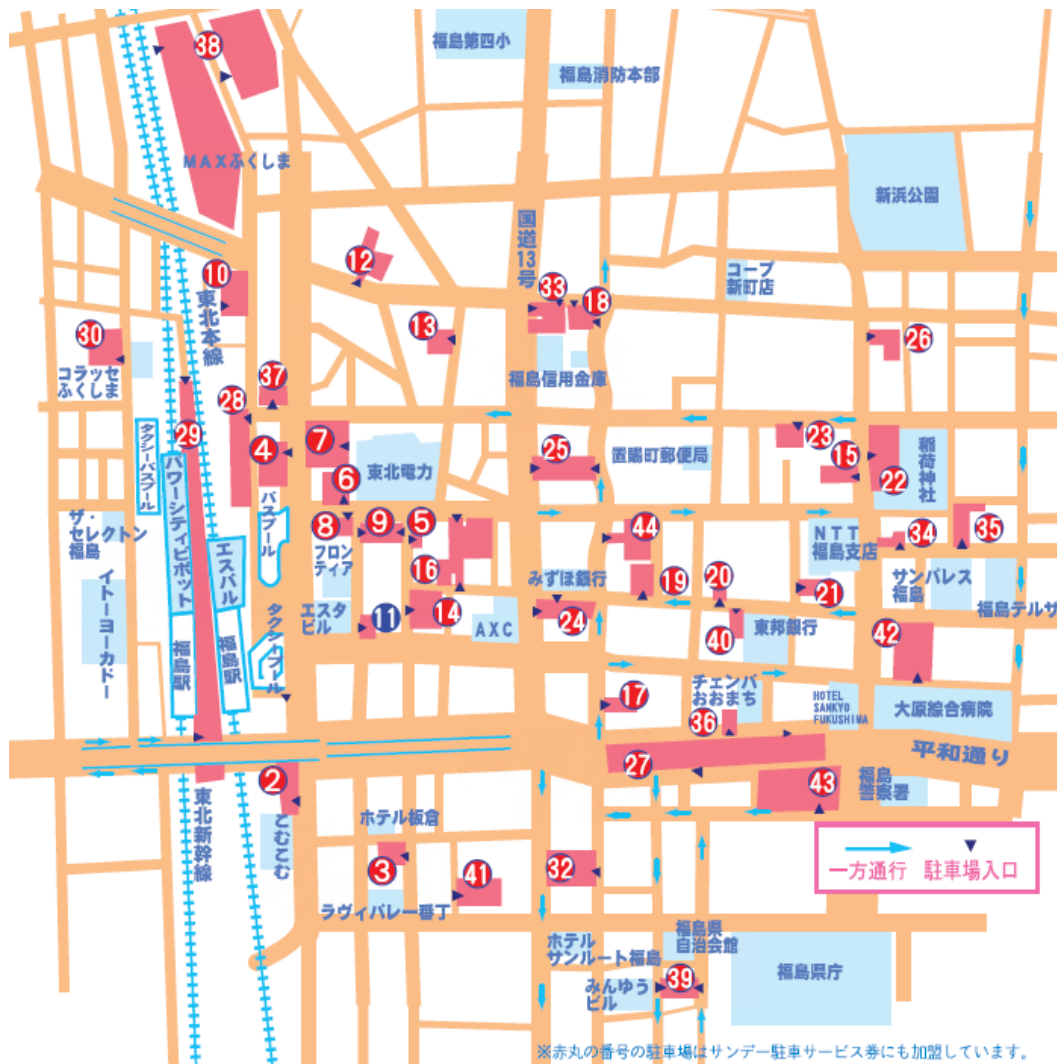 福島第四小
福島消防本部
38
MAXふくしま
新浜公園
国道13号
12
10
東北本線
33
18
コープ
新町店
30
13
26
コラッセ
ふくしま
福島信用金庫
37
28
29
4
7
6
東北電力
25
置賜町郵便局
23
15
22
稲荷神社
タクシーバスプール
パワーシティピボット
福島駅
エスパル
福島駅
バスプール
タクシープール
ザ・
セレクトン
福島
イトーヨーカドー
8
9
5
フロン
ティア
16
44
NTT
福島支店
34
35
みずほ銀行
19
20
21
サンパレス
福島
福島テルサ
エスタ
ビル
11
14
AXC
24
40
東邦銀行
42
17
チェンバ
おおまち
36
HOTEL
SANKYO
FUKUSHIMA
大原綜合病院
27
平和通り
2
43
福島
警察署
東北新幹線
こむこむ
ホテル板倉
3
41
32
一方通行 駐車場入口
ラヴィバレー一番丁
ホテル
サンルート福島
福島県
自治会館
みんゆう
ビル
39
福島県庁
※赤丸の番号の駐車場はサンデー駐車サービス券にも加盟しています。